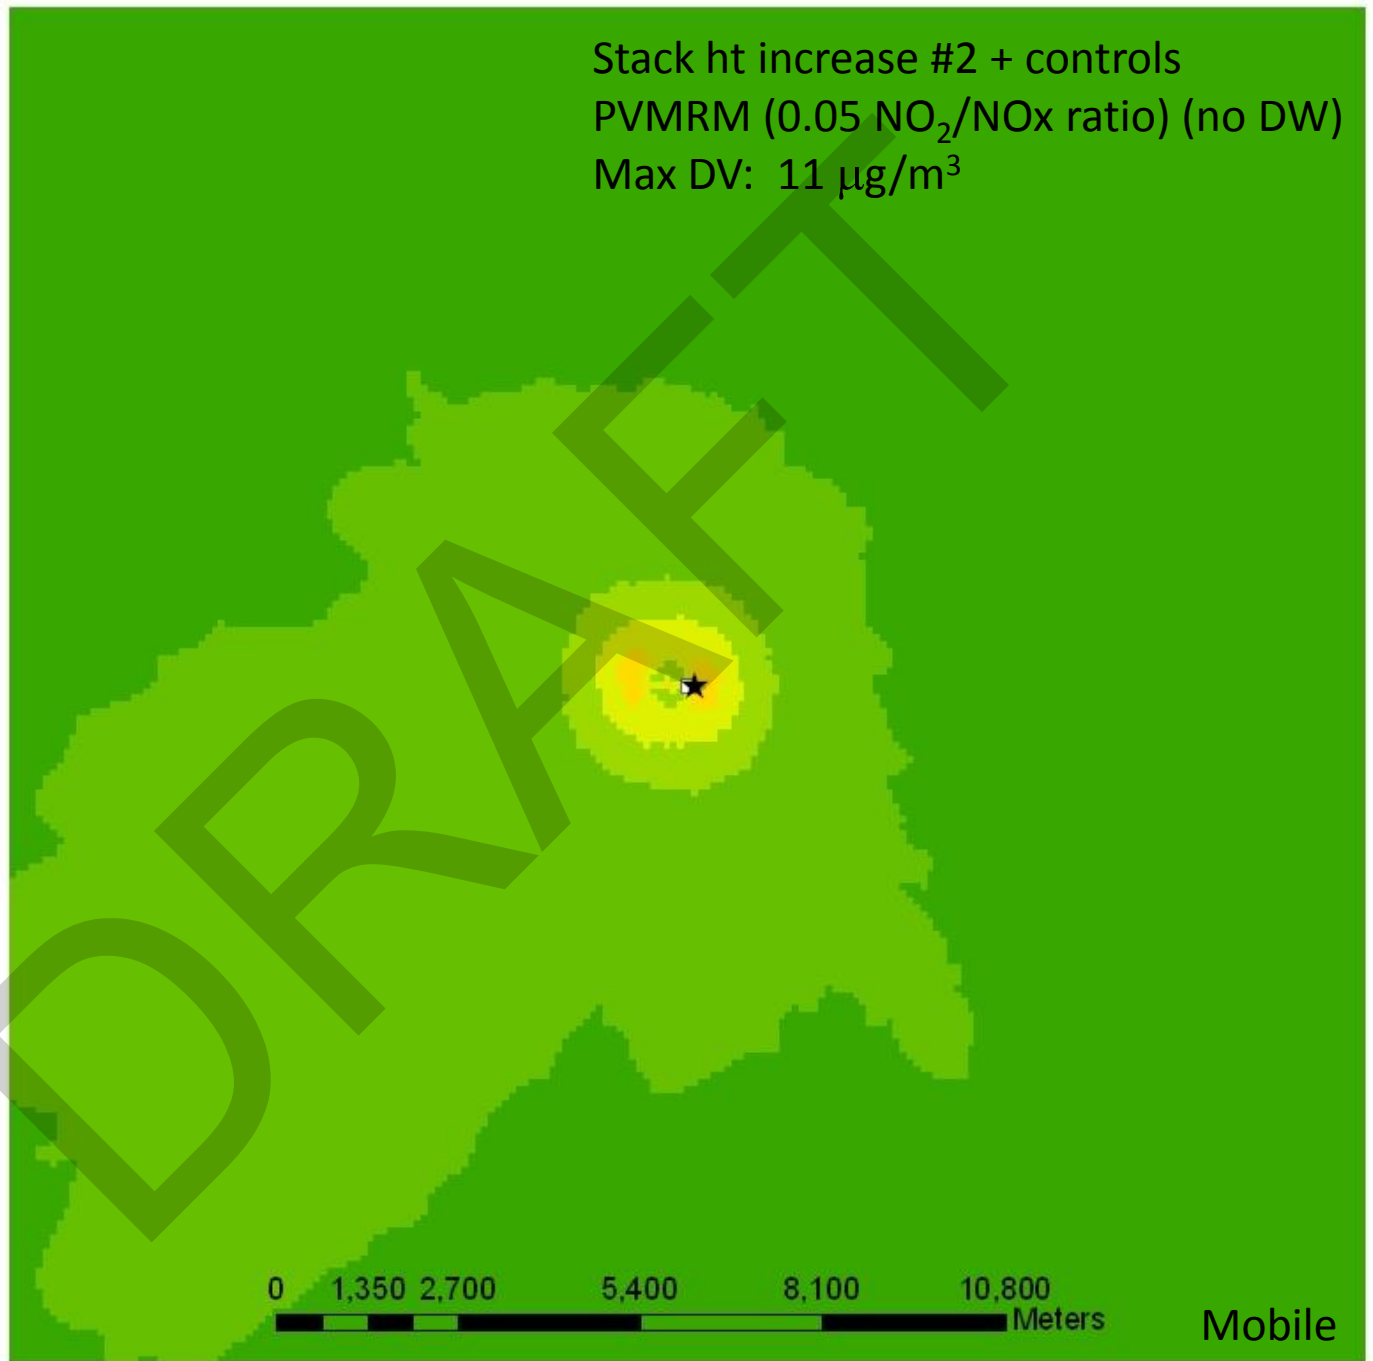 Stack ht increase #2 + controls
PVMRM (0.05 NO₂/NOx ratio) (no DW)
Max DV: 11 μg/m³
DRAFT
0 1,350 2,700 5,400 8,100 10,800
Meters
Mobile